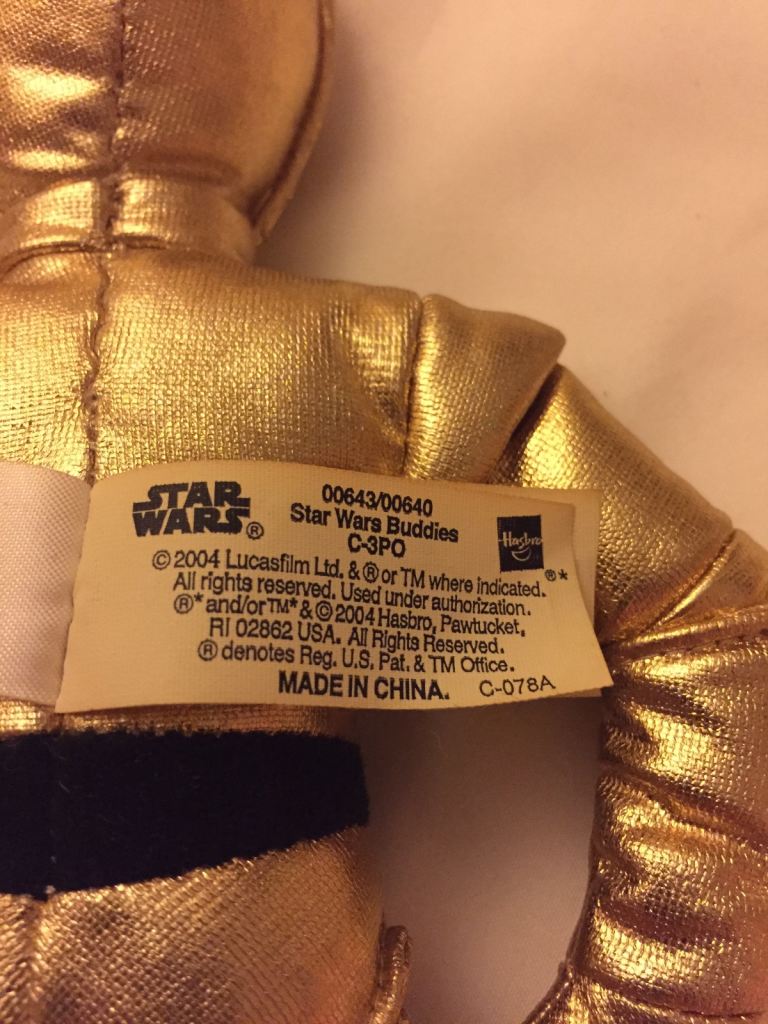 STAR
WARS®
00643/00640
Star Wars Buddies
C-3PO
Hasbro
®*
© 2004 Lucasfilm Ltd. & ® or TM where indicated.
All rights reserved. Used under authorization.
®* and/or TM* & © 2004 Hasbro, Pawtucket,
RI 02862 USA. All Rights Reserved.
® denotes Reg. U.S. Pat. & TM Office.
MADE IN CHINA. C-078A